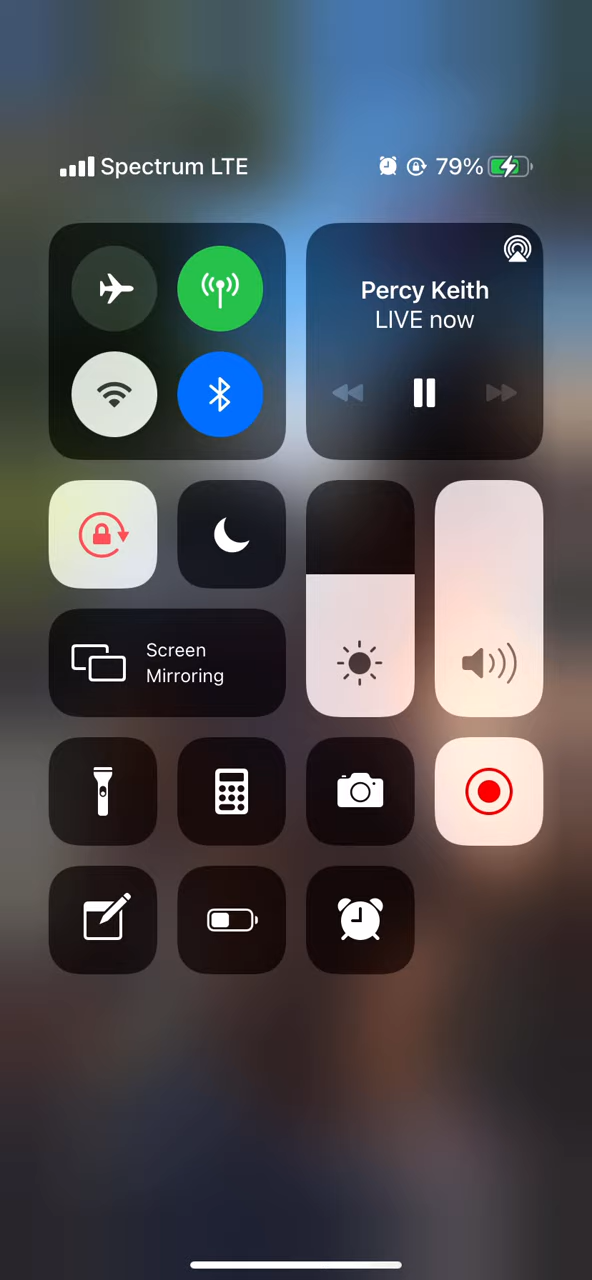 Spectrum LTE
79%
Percy Keith
LIVE now
Screen
Mirroring